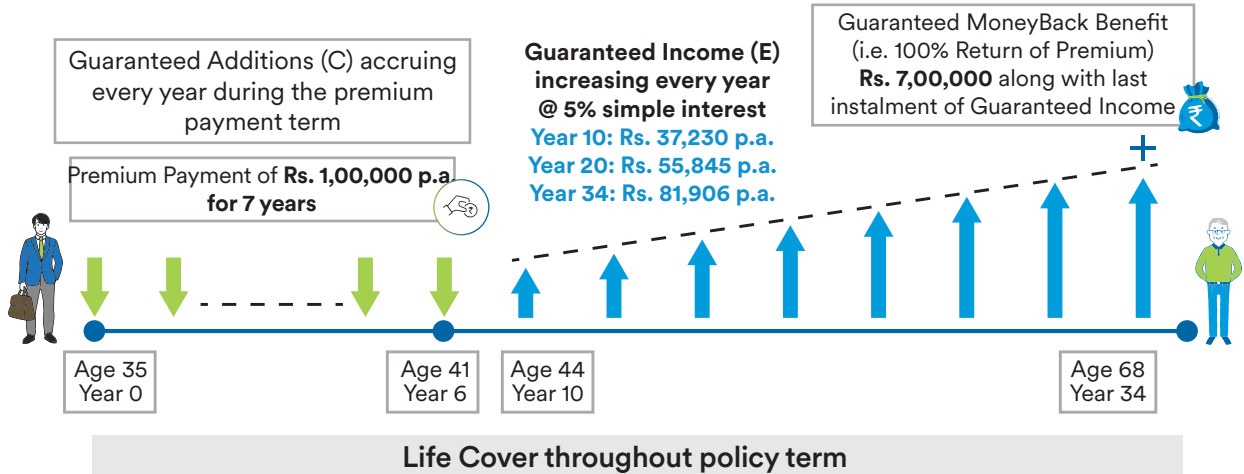 Guaranteed Additions (C) accruing
every year during the premium
payment term
Premium Payment of Rs. 1,00,000 p.a.
for 7 years
Guaranteed Income (E)
increasing every year
@ 5% simple interest
Year 10: Rs. 37,230 p.a.
Year 20: Rs. 55,845 p.a.
Year 34: Rs. 81,906 p.a.
Guaranteed MoneyBack Benefit
(i.e. 100% Return of Premium)
Rs. 7,00,000 along with last
instalment of Guaranteed Income
₹
+
Age 35
Year 0
Age 41
Year 6
Age 44
Year 10
Age 68
Year 34
Life Cover throughout policy term